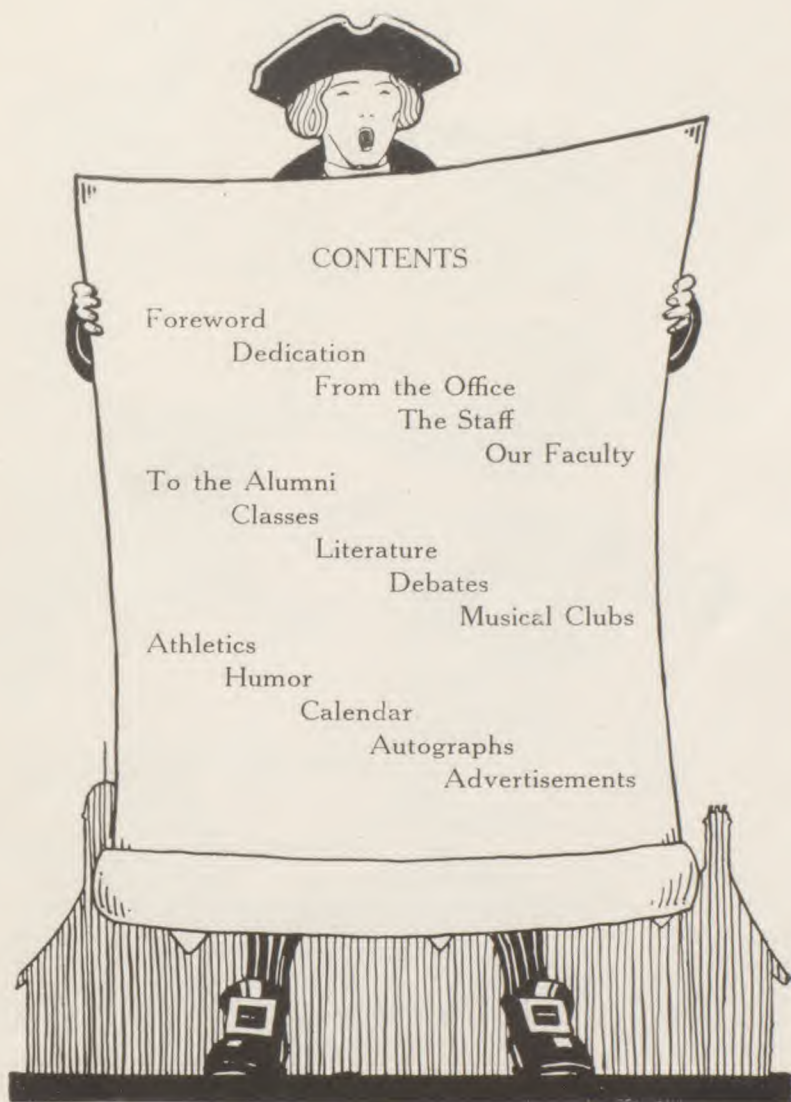 CONTENTS
Foreword
Dedication
From the Office
The Staff
Our Faculty
To the Alumni
Classes
Literature
Debates
Musical Clubs
Athletics
Humor
Calendar
Autographs
Advertisements